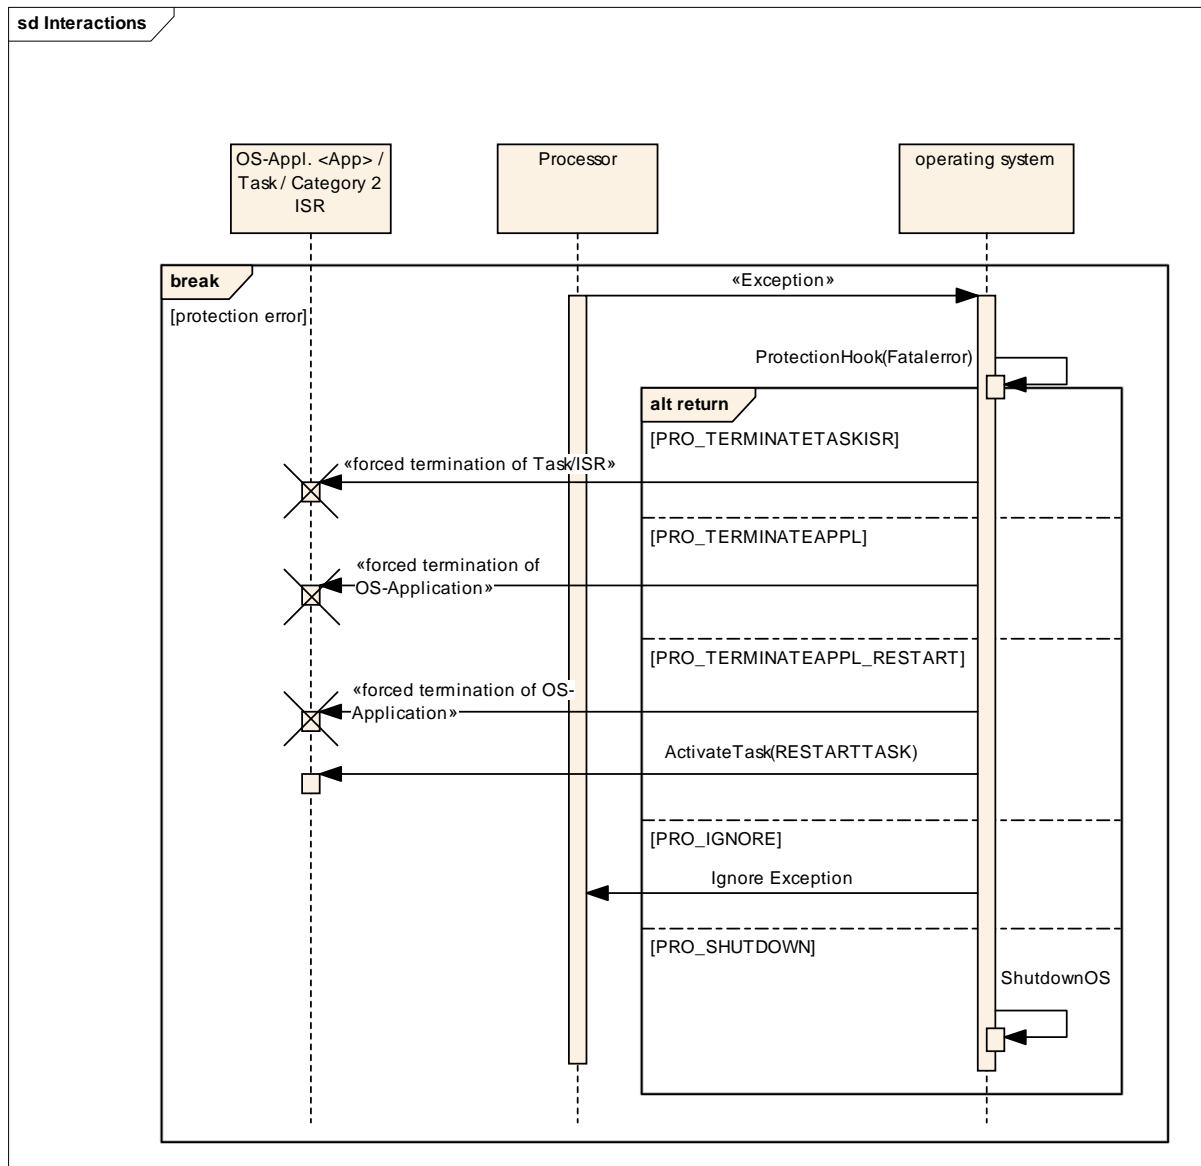 sd Interactions
OS-Appl. <App> /
Task / Category 2
ISR
Processor
operating system
break
[protection error]
«Exception»
ProtectionHook(Fatalerror)
alt return
[PRO_TERMINATETASKISR]
«forced termination of Task/ISR»
[PRO_TERMINATEAPPL]
«forced termination of
OS-Application»
[PRO_TERMINATEAPPL_RESTART]
«forced termination of OS-
Application»
ActivateTask(RESTARTTASK)
[PRO_IGNORE]
Ignore Exception
[PRO_SHUTDOWN]
ShutdownOS